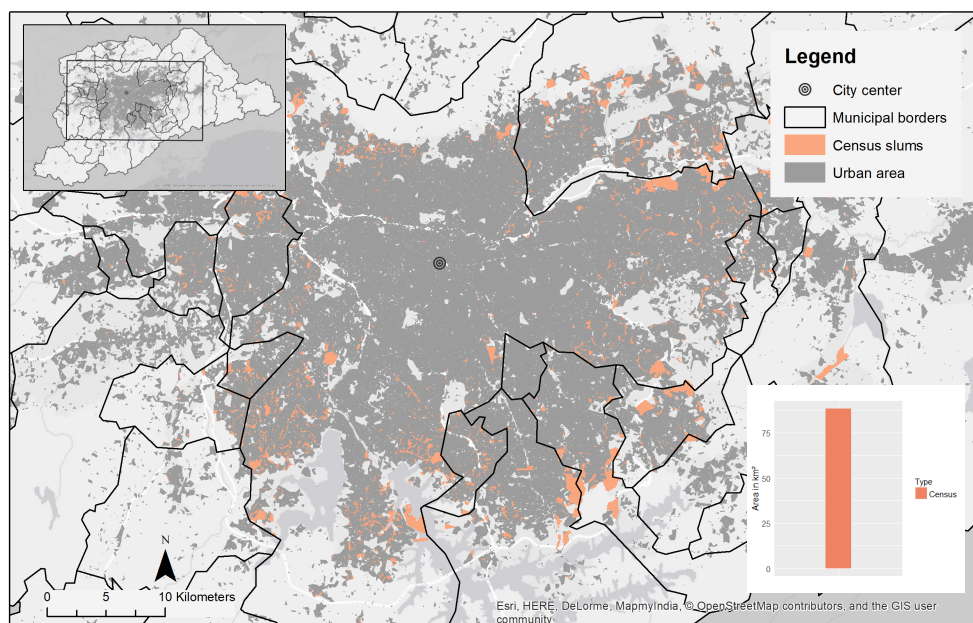 Legend
City center
Municipal borders
Census slums
Urban area
75
50
25
0
Area in km²
Type
Census
N
0 5 10 Kilometers
Esri, HERE, DeLorme, MapmyIndia, © OpenStreetMap contributors, and the GIS user
community